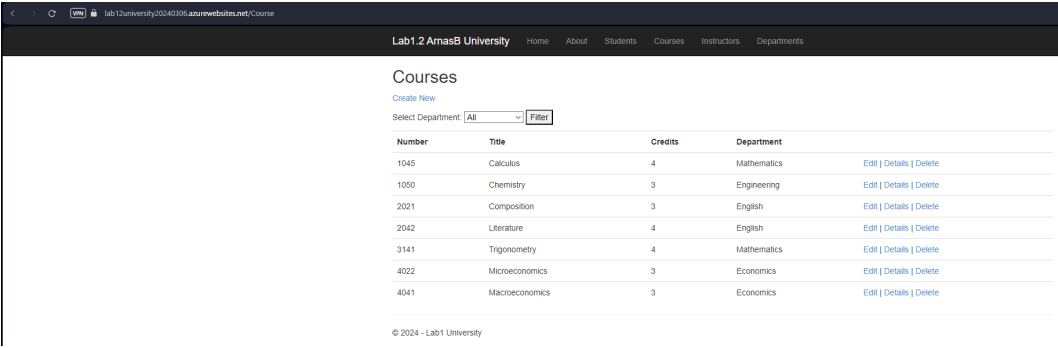 VPN lab12university20240306.azurewebsites.net/Course
Lab1.2 ArnasB University Home About Students Courses Instructors Departments
Courses
Create New
Select Department: All Filter
Number Title Credits Department
1045 Calculus 4 Mathematics Edit | Details | Delete
1050 Chemistry 3 Engineering Edit | Details | Delete
2021 Composition 3 English Edit | Details | Delete
2042 Literature 4 English Edit | Details | Delete
3141 Trigonometry 4 Mathematics Edit | Details | Delete
4022 Microeconomics 3 Economics Edit | Details | Delete
4041 Macroeconomics 3 Economics Edit | Details | Delete
© 2024 - Lab1 University